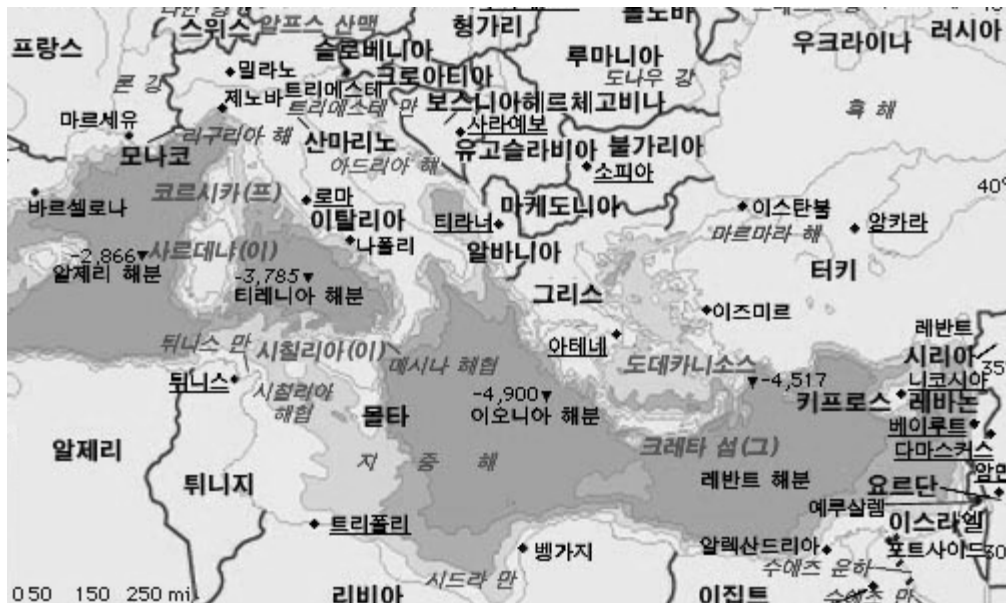 스위스
알프스 산맥
헝가리
우크라이나
러시아
프랑스
슬로베니아
루마니아
밀라노
크로아티아
도나우 강
론 강
제노바
트리에스테
트리에스테 만
보스니아헤르체고비나
흑 해
마르세유
리구리아 해
산마리노
사라예보
모나코
아드리아 해
유고슬라비아
불가리아
소피아
코르시카(프)
로마
40°
바르셀로나
이탈리아
티라너
마케도니아
이스탄불
앙카라
나폴리
알바니아
마르마라 해
-2,866
사르데냐(이)
알제리 해분
-3,785
티레니아 해분
터키
그리스
이즈미르
레반트
튀니스 만
시칠리아(이)
메시나 해협
아테네
도데카니소스
시리아
35
튀니스
시칠리아
해협
-4,900
이오니아 해분
-4,517
니코시아
몰타
키프로스
레바논
베이루트
알제리
지 중 해
크레타 섬(그)
다마스커스
튀니지
레반트 해분
요르단
예루살렘
트리폴리
이스라엘
벵가지
알렉산드리아
포트사이드
30
시드라 만
수에즈 운하
0 50 150 250 mi
리비아
이집트
수에즈 만